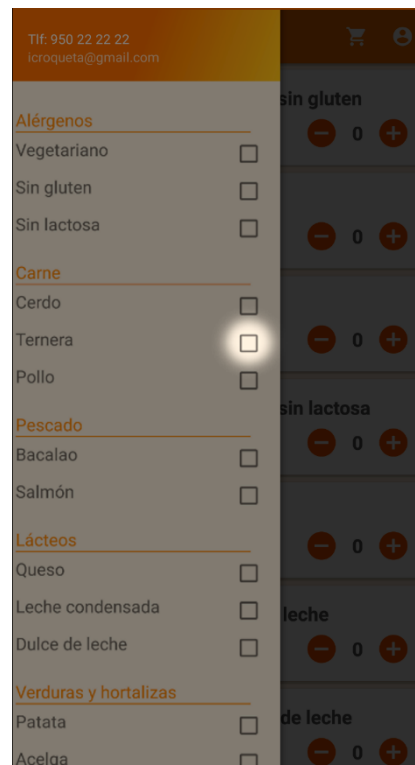 Tlf: 950 22 22 22
icroqueta@gmail.com
Alérgenos
Vegetariano
Sin gluten
Sin lactosa
Carne
Cerdo
Ternera
Pollo
Pescado
Bacalao
Salmón
Lácteos
Queso
Leche condensada
Dulce de leche
Verduras y hortalizas
Patata
Acelga
sin gluten
0
0
0
sin lactosa
0
0
leche
0
de leche
0